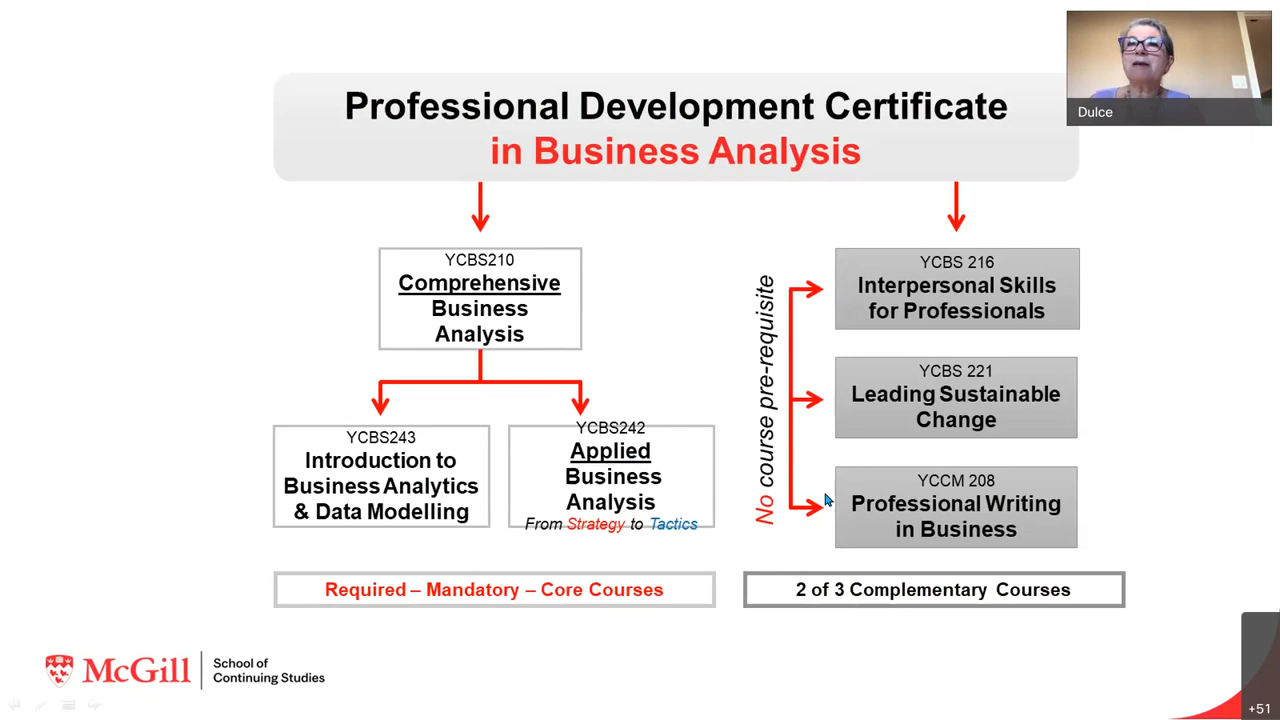 Professional Development Certificate
in Business Analysis
Dulce
YCBS210
Comprehensive
Business
Analysis
YCBS243
Introduction to
Business Analytics
& Data Modelling
YCBS242
Applied
Business
Analysis
From Strategy to Tactics
Required – Mandatory – Core Courses
No course pre-requisite
YCBS 216
Interpersonal Skills
for Professionals
YCBS 221
Leading Sustainable
Change
YCCM 208
Professional Writing
in Business
2 of 3 Complementary Courses
McGill
School of
Continuing Studies
+51